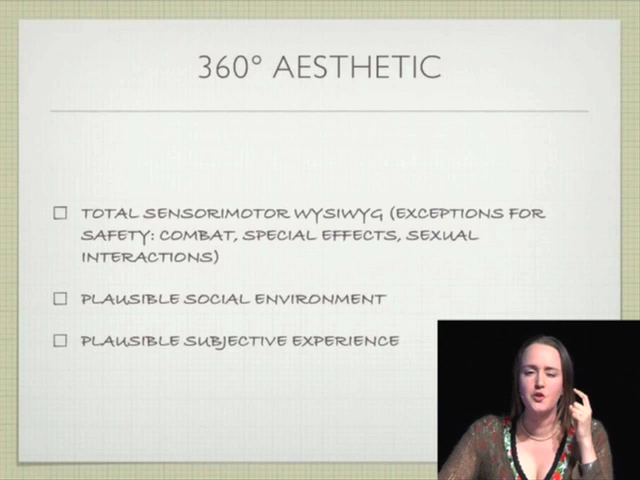 360° AESTHETIC
TOTAL SENSORIMOTOR WYSIWYG (EXCEPTIONS FOR
SAFETY: COMBAT, SPECIAL EFFECTS, SEXUAL
INTERACTIONS)
PLAUSIBLE SOCIAL ENVIRONMENT
PLAUSIBLE SUBJECTIVE EXPERIENCE